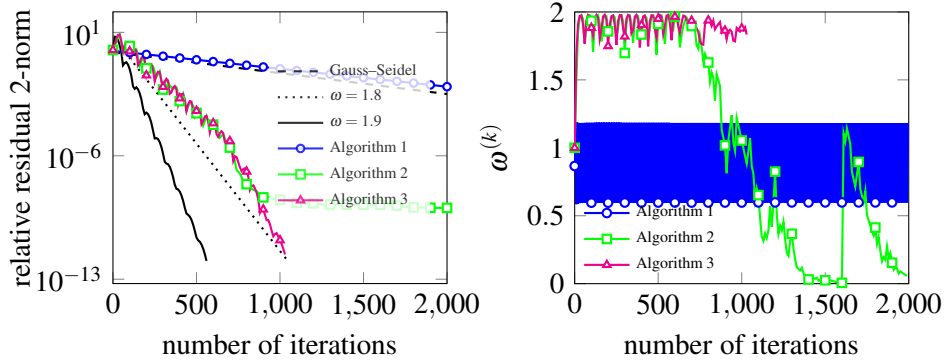 relative residual 2-norm
10^1
10^−6
10^−13
Gauss–Seidel
ω = 1.8
ω = 1.9
Algorithm 1
Algorithm 2
Algorithm 3
0 500 1,000 1,500 2,000
number of iterations
ω^(k)
2
1.5
1
0.5
0
Algorithm 1
Algorithm 2
Algorithm 3
0 500 1,000 1,500 2,000
number of iterations